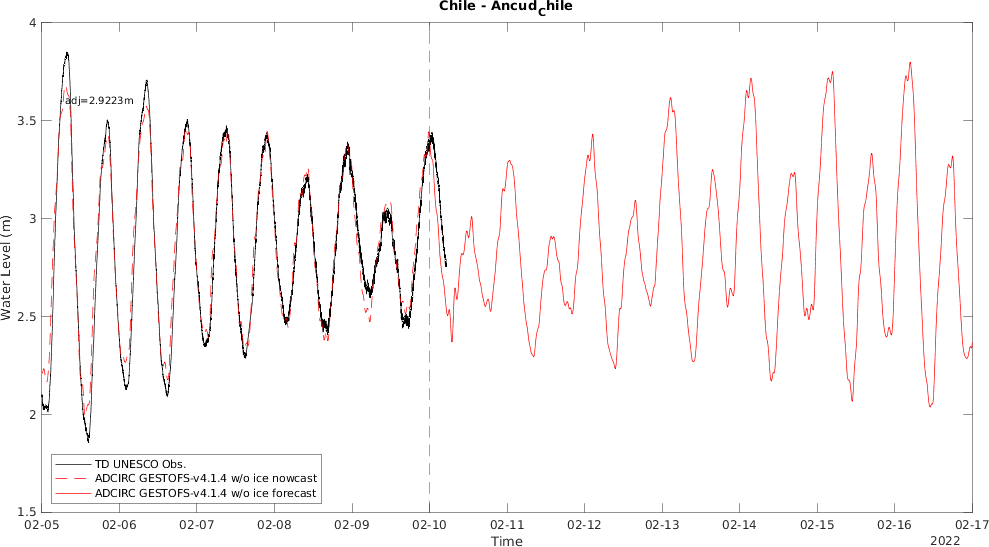 Chile - Ancud_Chile
4
3.5
3
2.5
2
1.5
Water Level (m)
adj=2.9223m
TD UNESCO Obs.
ADCIRC GESTOFS-v4.1.4 w/o ice nowcast
ADCIRC GESTOFS-v4.1.4 w/o ice forecast
02-05 02-06 02-07 02-08 02-09 02-10 02-11 02-12 02-13 02-14 02-15 02-16 02-17
Time
2022